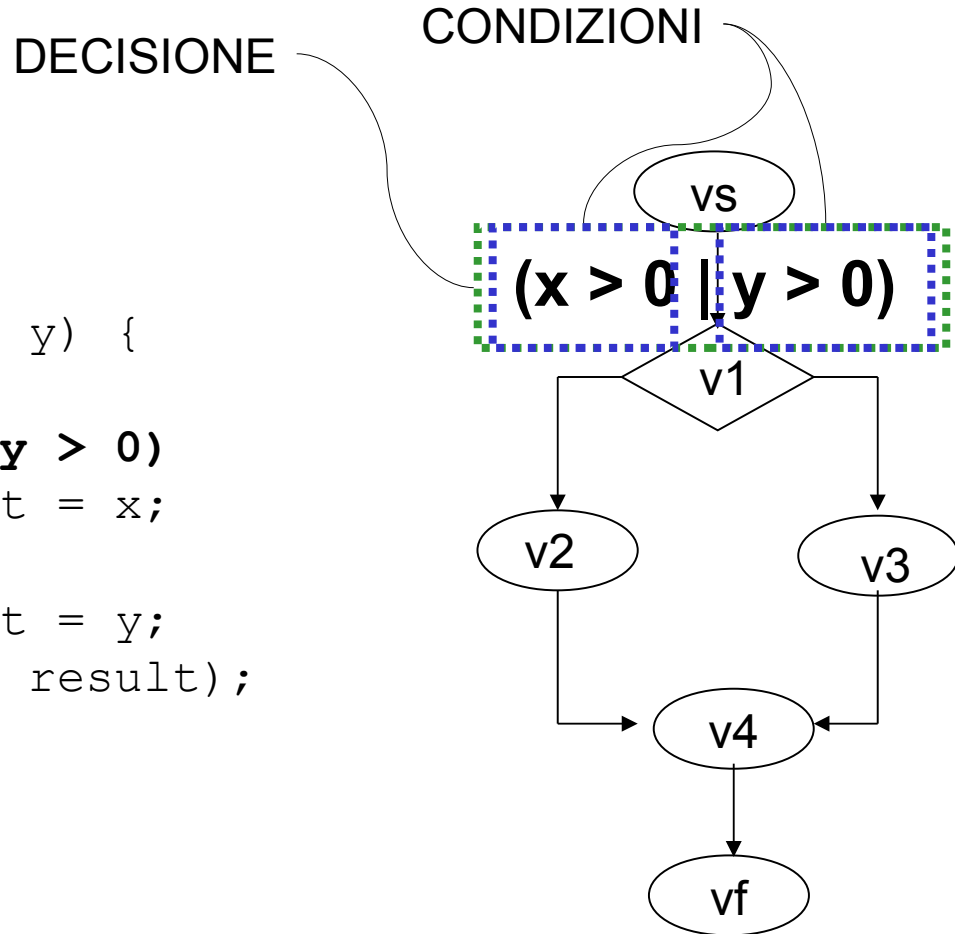 CONDIZIONI
DECISIONE
vs
(x > 0 | y > 0)
y) {
v1
y > 0)
t = x;
v2
v3
t = y;
result);
v4
vf